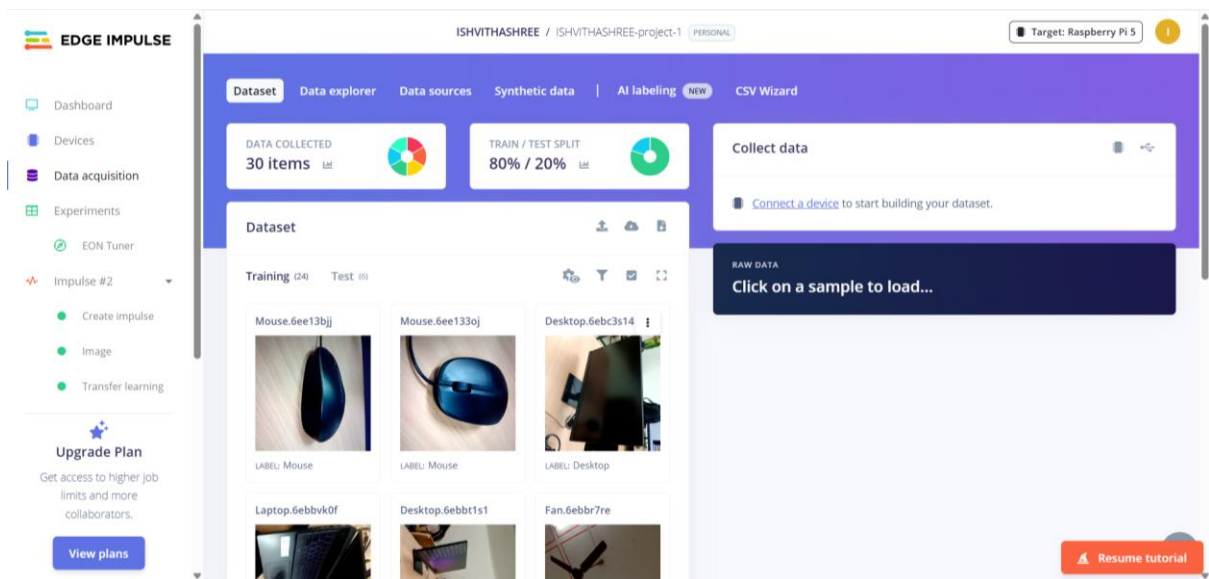 EDGE IMPULSE
Dashboard
Devices
Data acquisition
Experiments
EON Tuner
Impulse #2
Create impulse
Image
Transfer learning
Upgrade Plan
Get access to higher job
limits and more
collaborators.
View plans
ISHVITHASHREE / ISHVITHASHREE-project-1 PERSONAL
Target: Raspberry Pi 5
I
Dataset Data explorer Data sources Synthetic data | AI labeling NEW CSV Wizard
DATA COLLECTED
30 items
TRAIN / TEST SPLIT
80% / 20%
Dataset
Training (24) Test (6)
Mouse.6ee13bjj Mouse.6ee133oj Desktop.6ebc3s14
LABEL: Mouse LABEL: Mouse LABEL: Desktop
Laptop.6ebbvk0f Desktop.6ebbt1s1 Fan.6ebbr7re
Collect data
Connect a device to start building your dataset.
RAW DATA
Click on a sample to load...
Resume tutorial